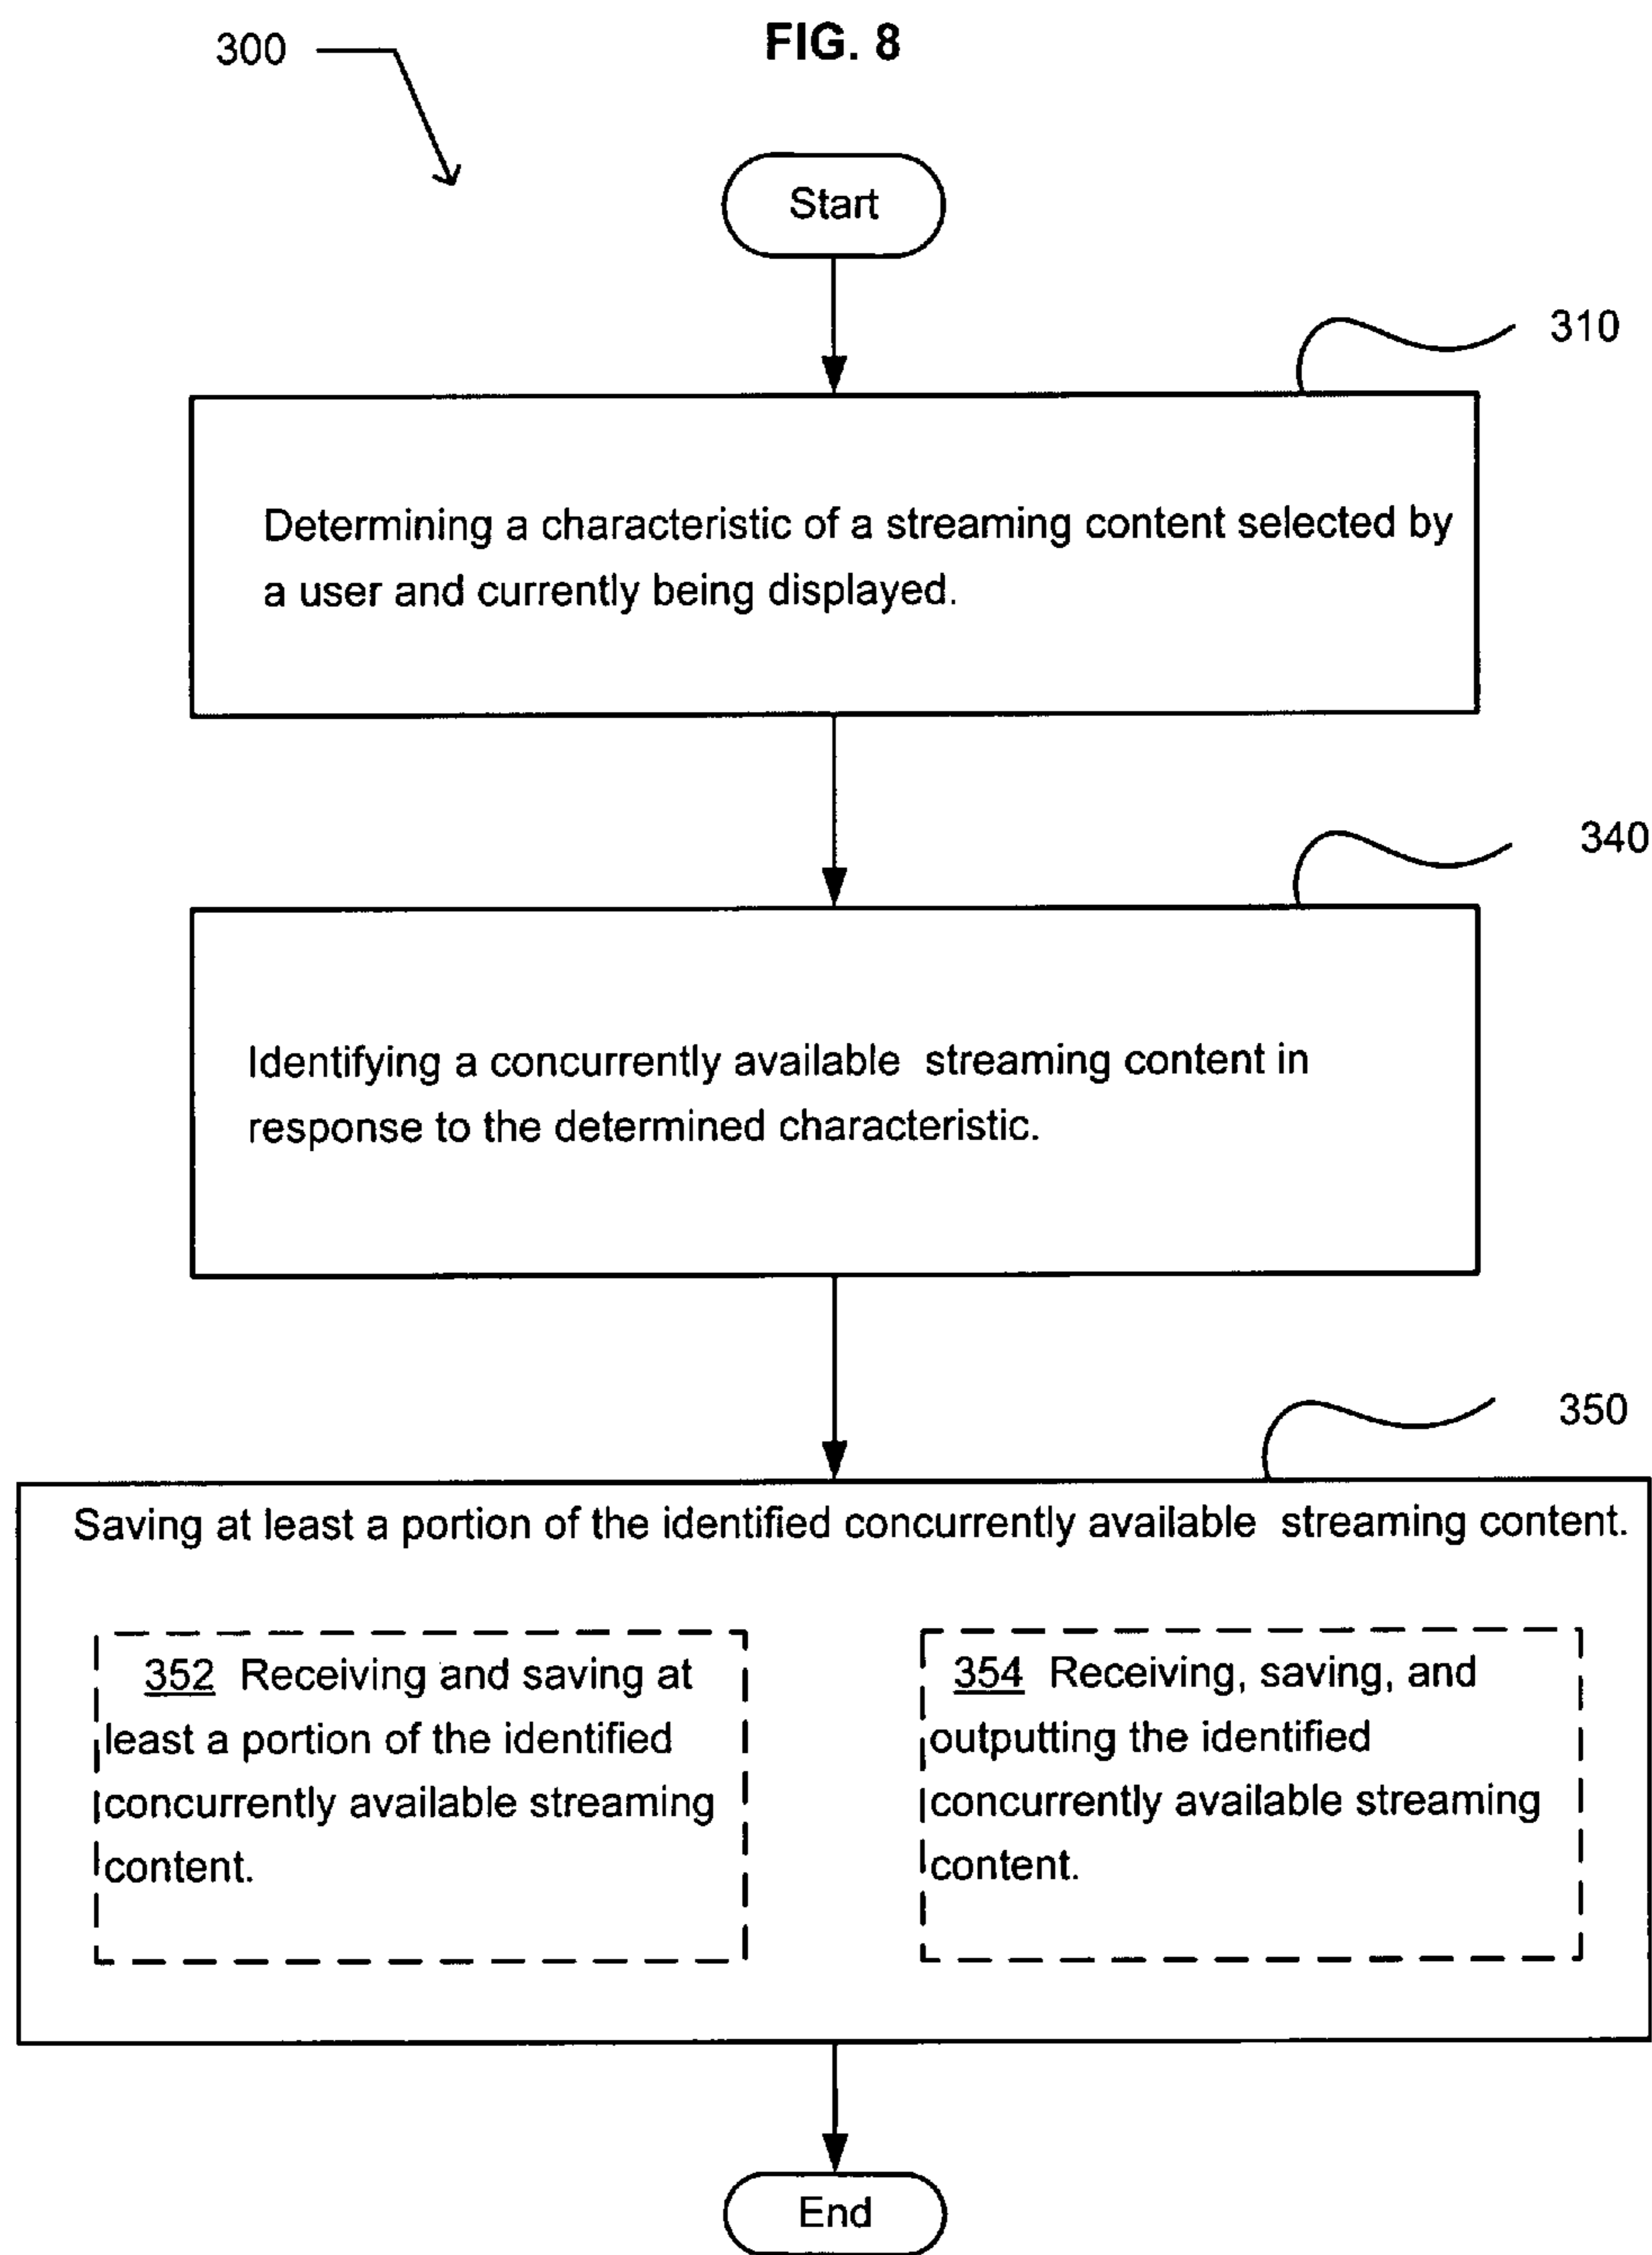 FIG. 8
300
Start
310
Determining a characteristic of a streaming content selected by
a user and currently being displayed.
340
Identifying a concurrently available streaming content in
response to the determined characteristic.
350
Saving at least a portion of the identified concurrently available streaming content.
352 Receiving and saving at
least a portion of the identified
concurrently available streaming
content.
354 Receiving, saving, and
outputting the identified
concurrently available streaming
content.
End